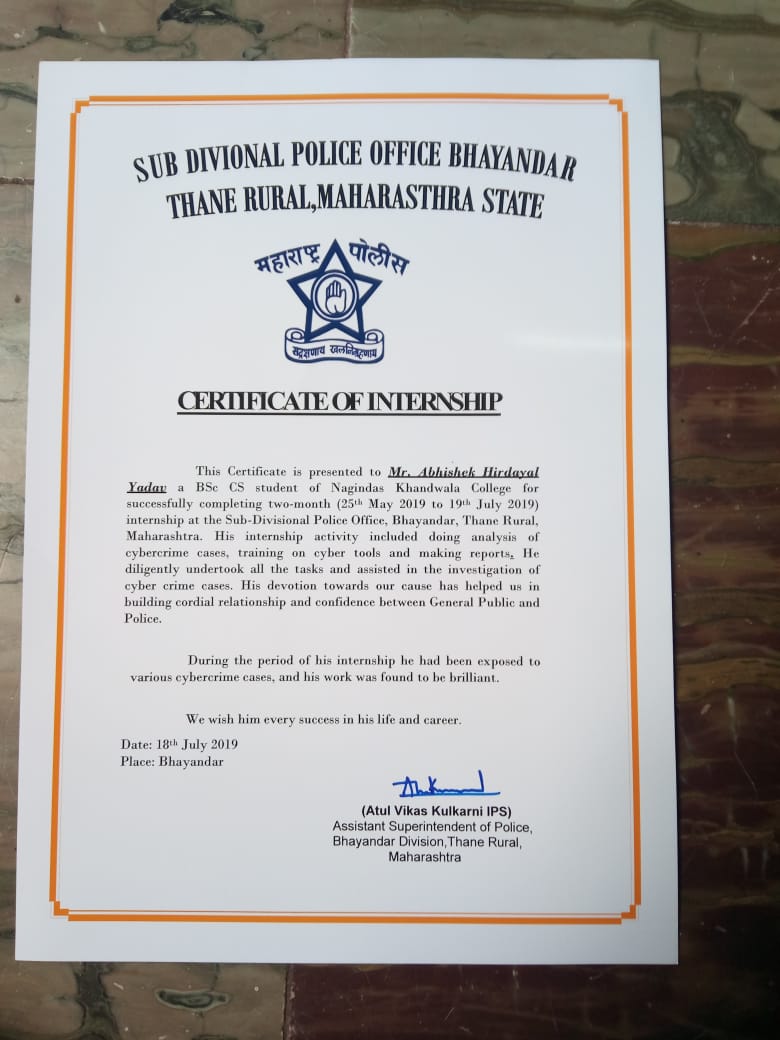 SUB DIVIONAL POLICE OFFICE BHAYANDAR
THANE RURAL,MAHARASTHRA STATE
महाराष्ट्र पोलीस
सद्रक्षणाय खलनिग्रहणाय
CERTIFICATE OF INTERNSHIP
This Certificate is presented to Mr. Abhishek Hirdayal
Yadav a BSc CS student of Nagindas Khandwala College for
successfully completing two-month (25th May 2019 to 19th July 2019)
internship at the Sub-Divisional Police Office, Bhayandar, Thane Rural,
Maharashtra. His internship activity included doing analysis of
cybercrime cases, training on cyber tools and making reports. He
diligently undertook all the tasks and assisted in the investigation of
cyber crime cases. His devotion towards our cause has helped us in
building cordial relationship and confidence between General Public and
Police.
During the period of his internship he had been exposed to
various cybercrime cases, and his work was found to be brilliant.
We wish him every success in his life and career.
Date: 18th July 2019
Place: Bhayandar
(Atul Vikas Kulkarni IPS)
Assistant Superintendent of Police,
Bhayandar Division,Thane Rural,
Maharashtra